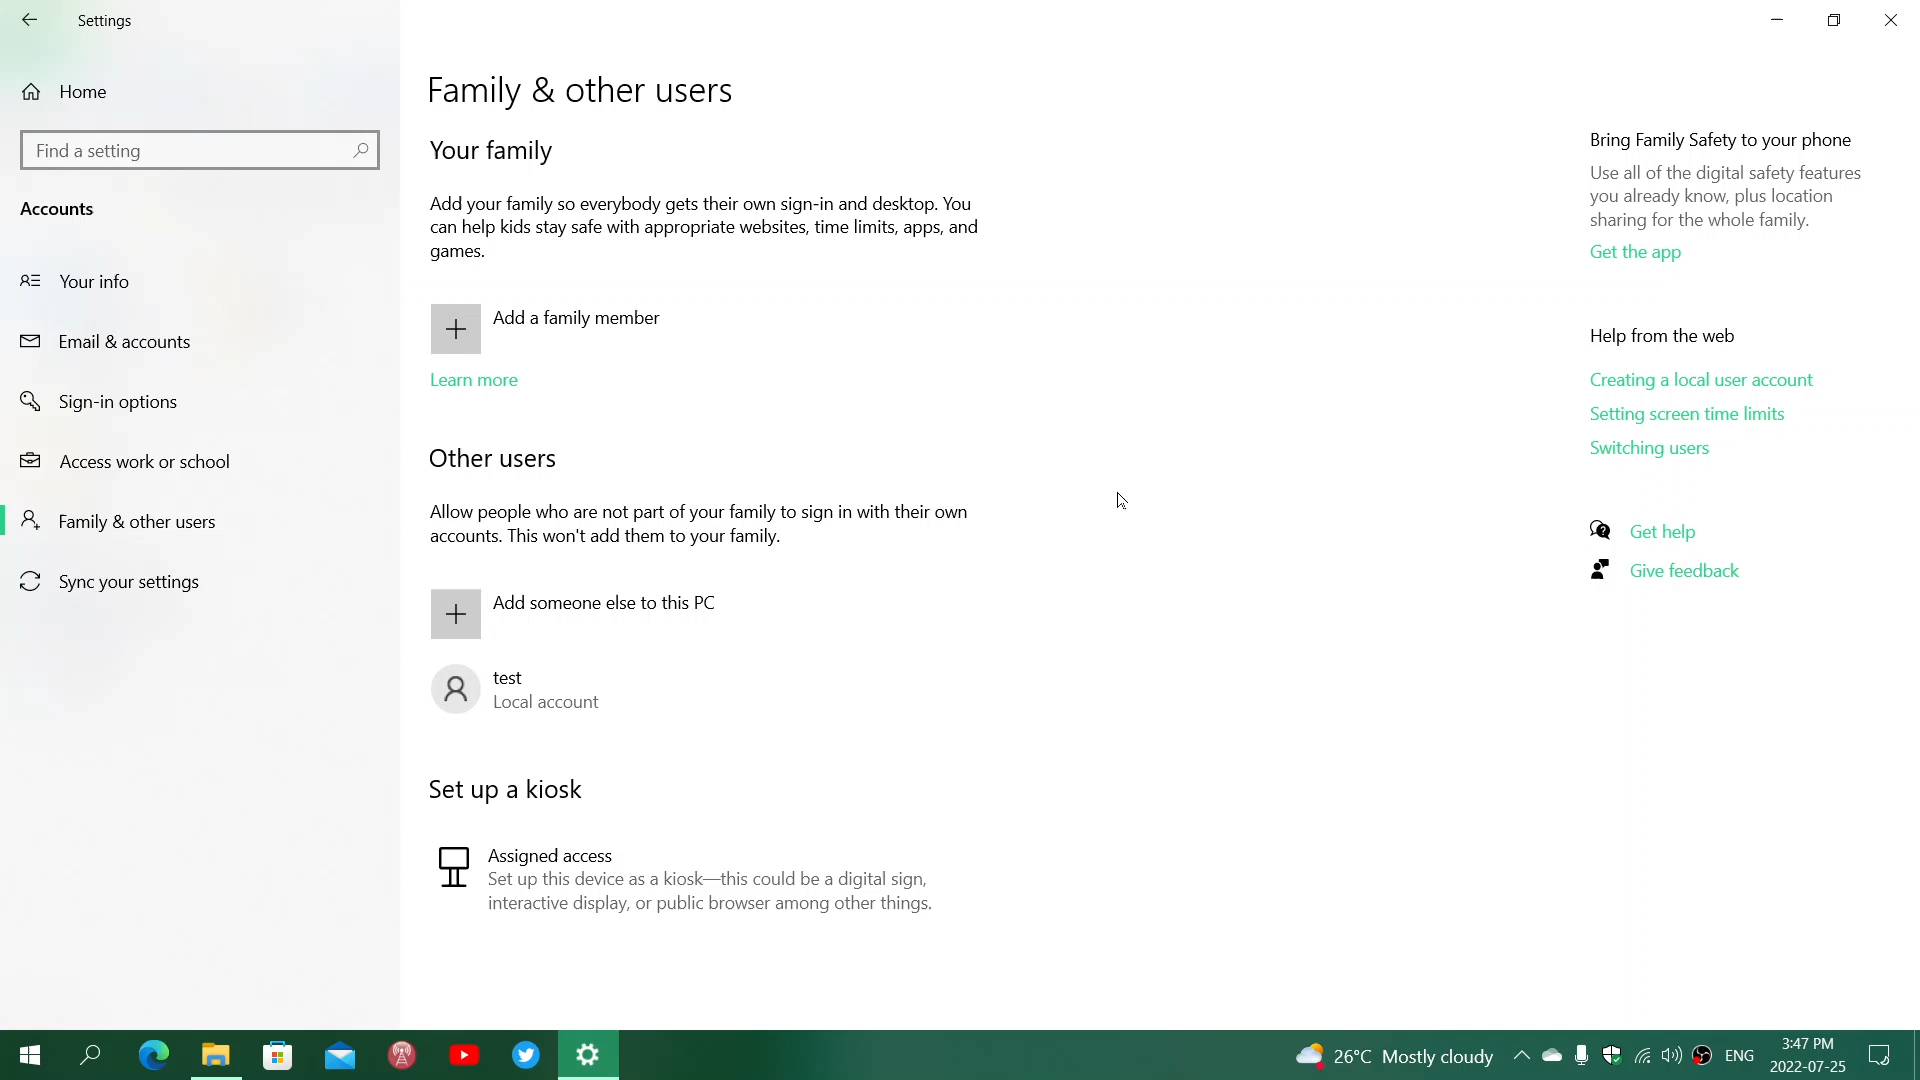 Settings
Home
Find a setting
Accounts
Your info
Email & accounts
Sign-in options
Access work or school
Family & other users
Sync your settings
Family & other users
Your family
Add your family so everybody gets their own sign-in and desktop. You
can help kids stay safe with appropriate websites, time limits, apps, and
games.
Add a family member
Learn more
Other users
Allow people who are not part of your family to sign in with their own
accounts. This won't add them to your family.
Add someone else to this PC
test
Local account
Set up a kiosk
Assigned access
Set up this device as a kiosk—this could be a digital sign,
interactive display, or public browser among other things.
Bring Family Safety to your phone
Use all of the digital safety features
you already know, plus location
sharing for the whole family.
Get the app
Help from the web
Creating a local user account
Setting screen time limits
Switching users
Get help
Give feedback
26°C Mostly cloudy
ENG
3:47 PM
2022-07-25